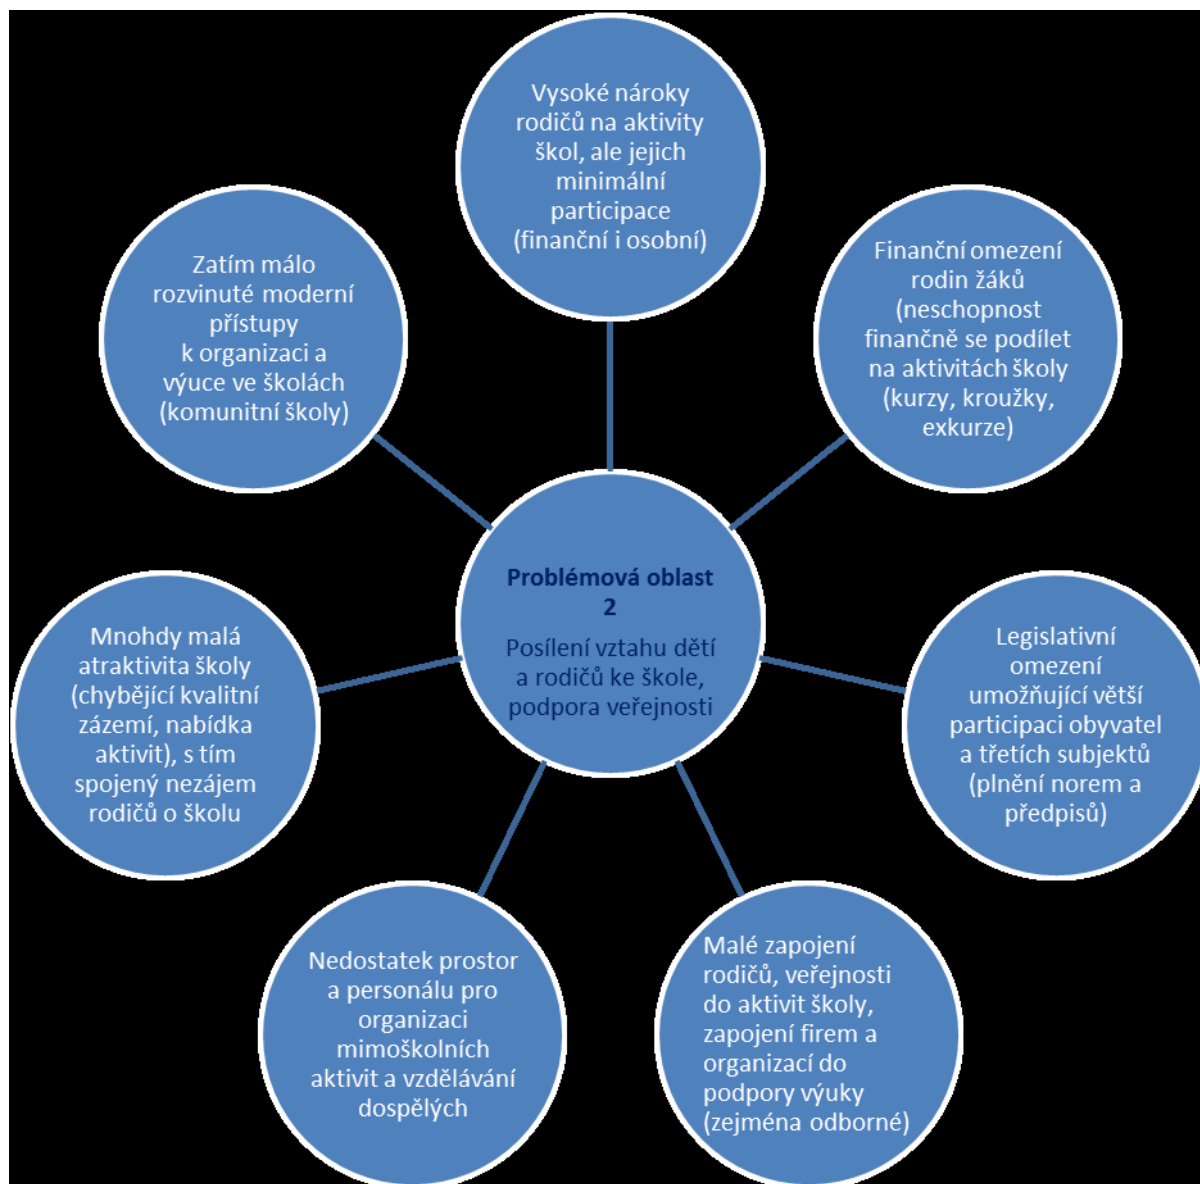 Vysoké nároky
rodičů na aktivity
škol, ale jejich
minimální
participace
(finanční i osobní)
Finanční omezení
rodin žáků
(neschopnost
finančně se podílet
na aktivitách školy
(kurzy, kroužky,
exkurze)
Legislativní
omezení
umožňující větší
participaci obyvatel
a třetích subjektů
(plnění norem a
předpisů)
Malé zapojení
rodičů, veřejnosti
do aktivit školy,
zapojení firem a
organizací do
podpory výuky
(zejména odborné)
Nedostatek prostor
a personálu pro
organizaci
mimoškolních
aktivit a vzdělávání
dospělých
Mnohdy malá
atraktivita školy
(chybějící kvalitní
zázemí, nabídka
aktivit), s tím
spojený nezájem
rodičů o školu
Zatím málo
rozvinuté moderní
přístupy
k organizaci a
výuce ve školách
(komunitní školy)
Problémová oblast
2
Posílení vztahu dětí
a rodičů ke škole,
podpora veřejnosti